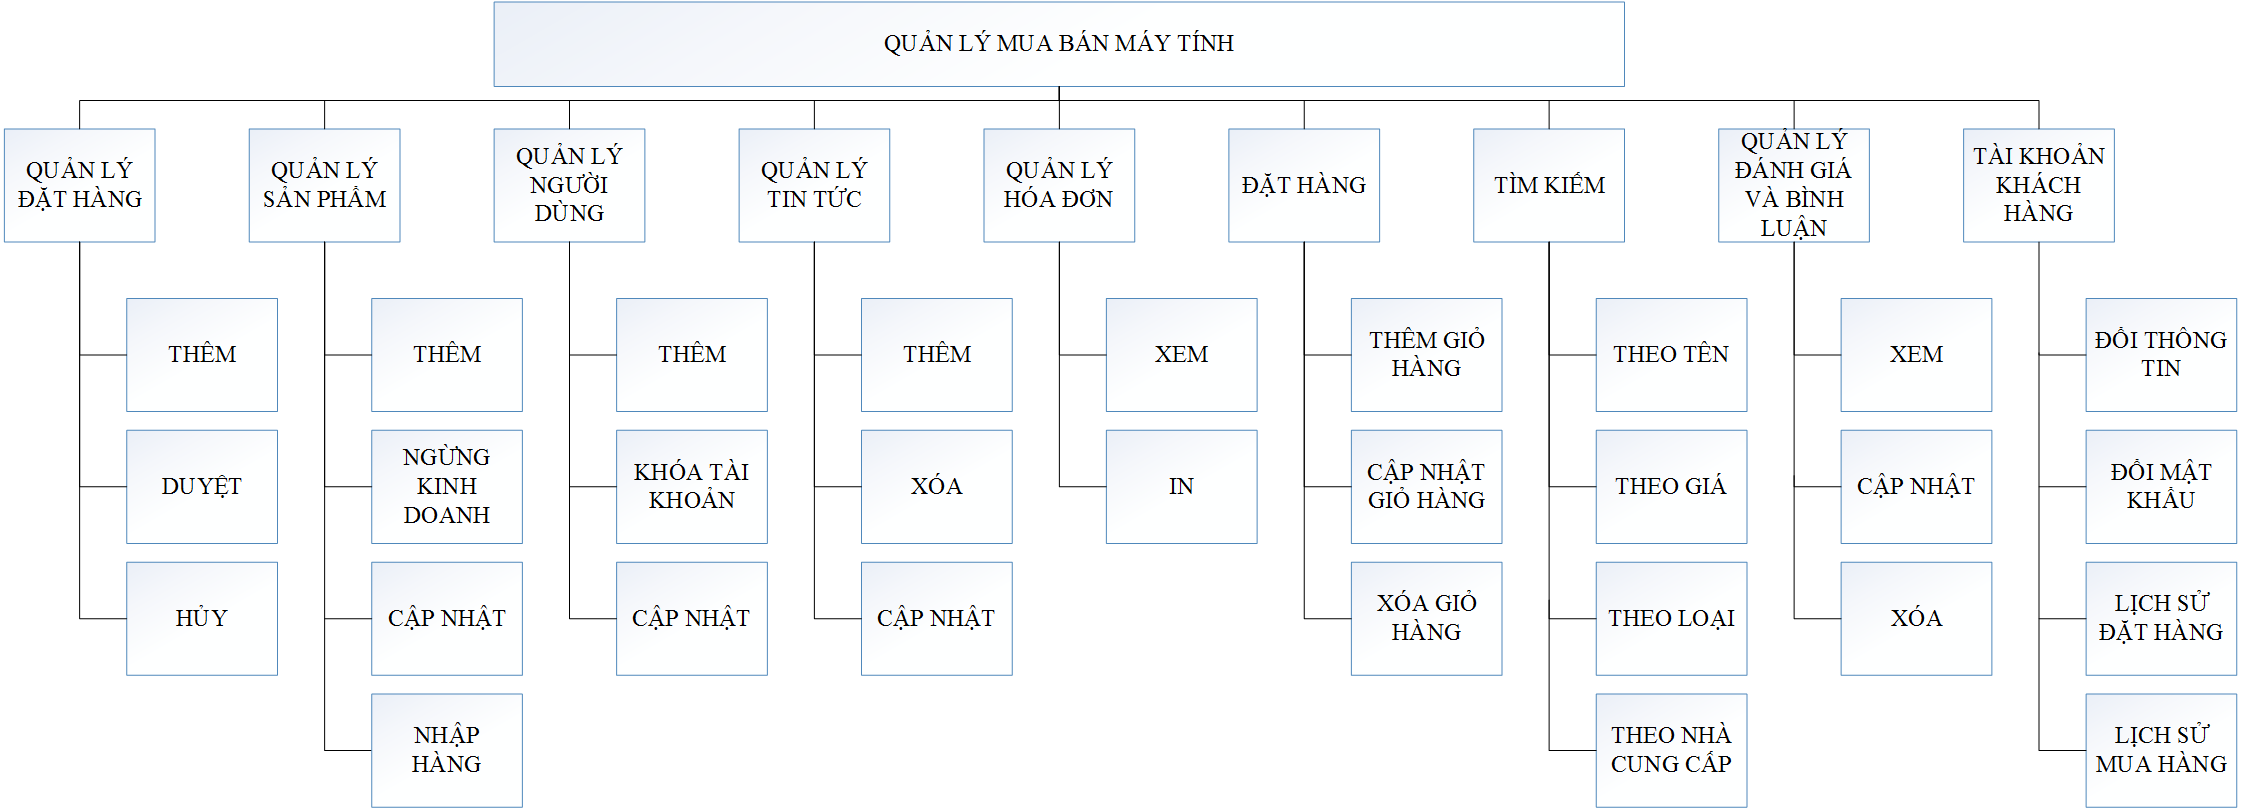 QUẢN LÝ MUA BÁN MÁY TÍNH
QUẢN LÝ
ĐẶT HÀNG
QUẢN LÝ
SẢN PHẨM
QUẢN LÝ
NGƯỜI
DÙNG
QUẢN LÝ
TIN TỨC
QUẢN LÝ
HÓA ĐƠN
ĐẶT HÀNG
TÌM KIẾM
QUẢN LÝ
ĐÁNH GIÁ
VÀ BÌNH
LUẬN
TÀI KHOẢN
KHÁCH
HÀNG
THÊM
THÊM
THÊM
THÊM
XEM
THÊM GIỎ
HÀNG
THEO TÊN
XEM
ĐỔI THÔNG
TIN
DUYỆT
NGỪNG
KINH
DOANH
KHÓA TÀI
KHOẢN
XÓA
IN
CẬP NHẬT
GIỎ HÀNG
THEO GIÁ
CẬP NHẬT
ĐỔI MẬT
KHẨU
HỦY
CẬP NHẬT
CẬP NHẬT
CẬP NHẬT
XÓA GIỎ
HÀNG
THEO LOẠI
XÓA
LỊCH SỬ
ĐẶT HÀNG
NHẬP
HÀNG
THEO NHÀ
CUNG CẤP
LỊCH SỬ
MUA HÀNG